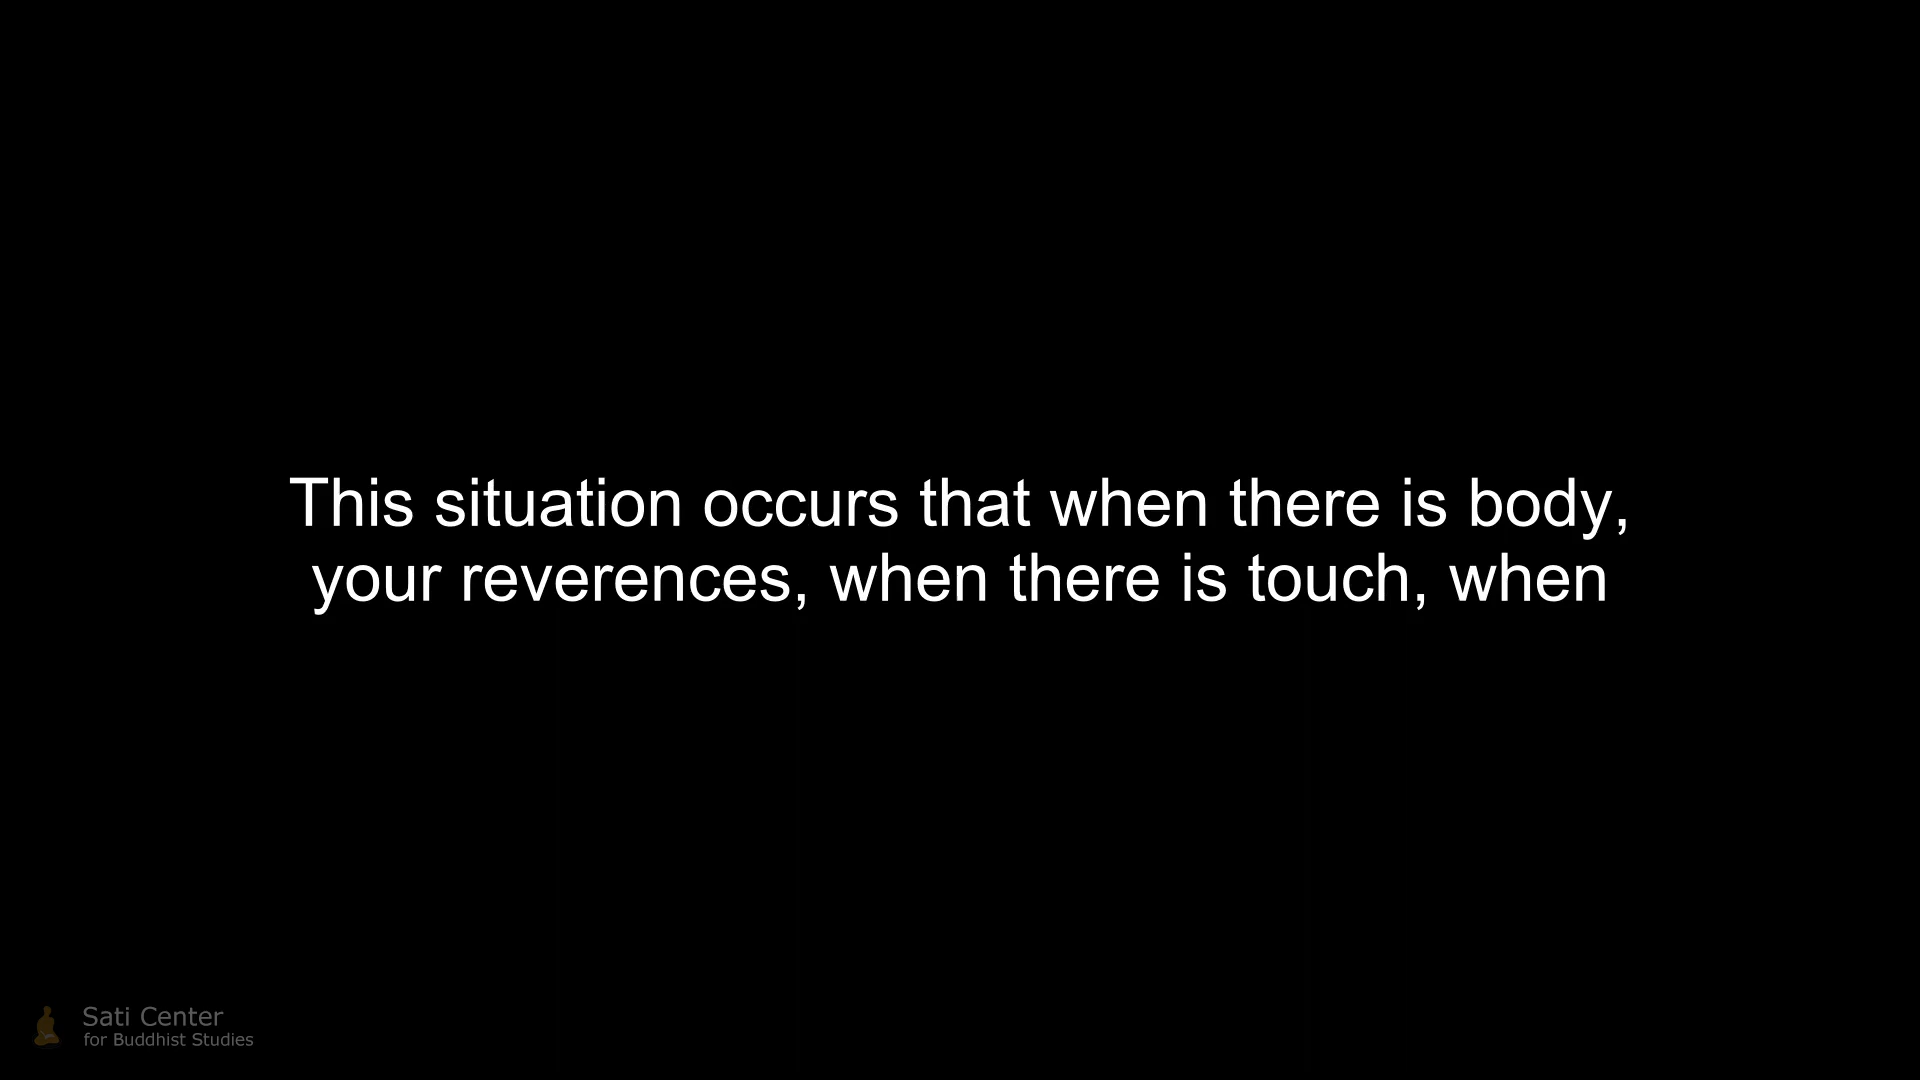 This situation occurs that when there is body,
your reverences, when there is touch, when
Sati Center
for Buddhist Studies